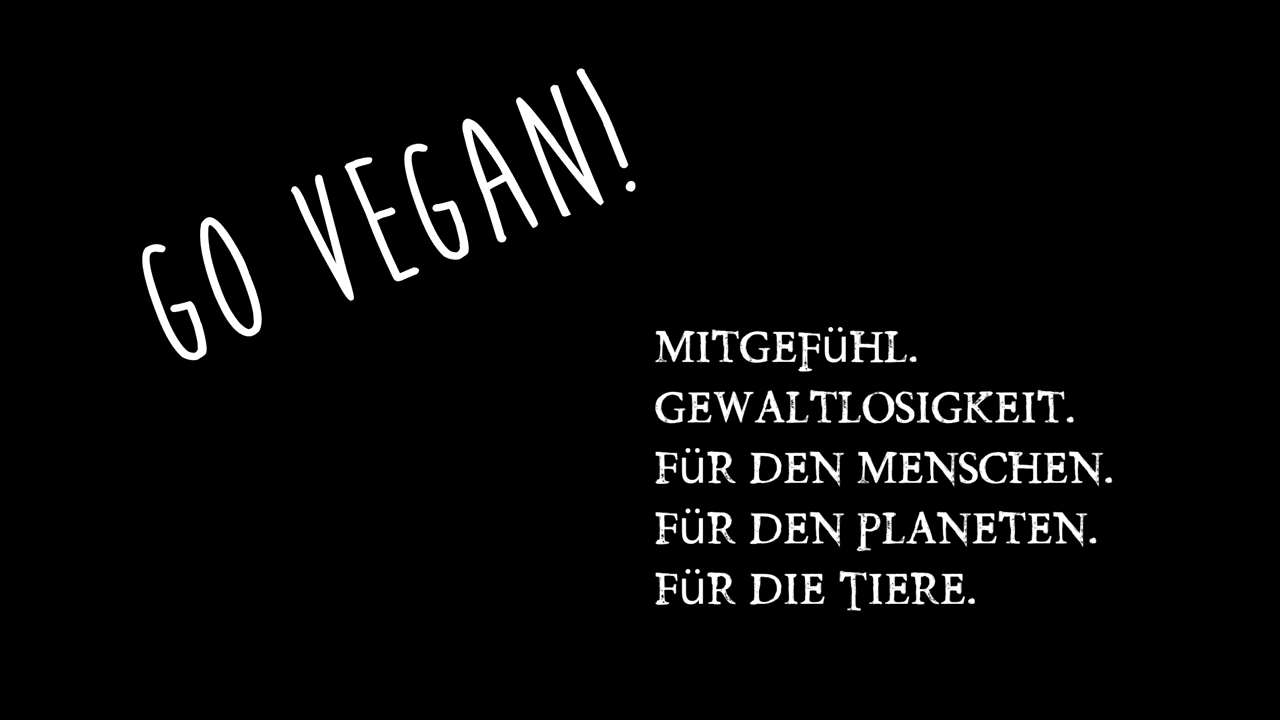 GO VEGAN!
MITGEFÜHL.
GEWALTLOSIGKEIT.
FÜR DEN MENSCHEN.
FÜR DEN PLANETEN.
FÜR DIE TIERE.